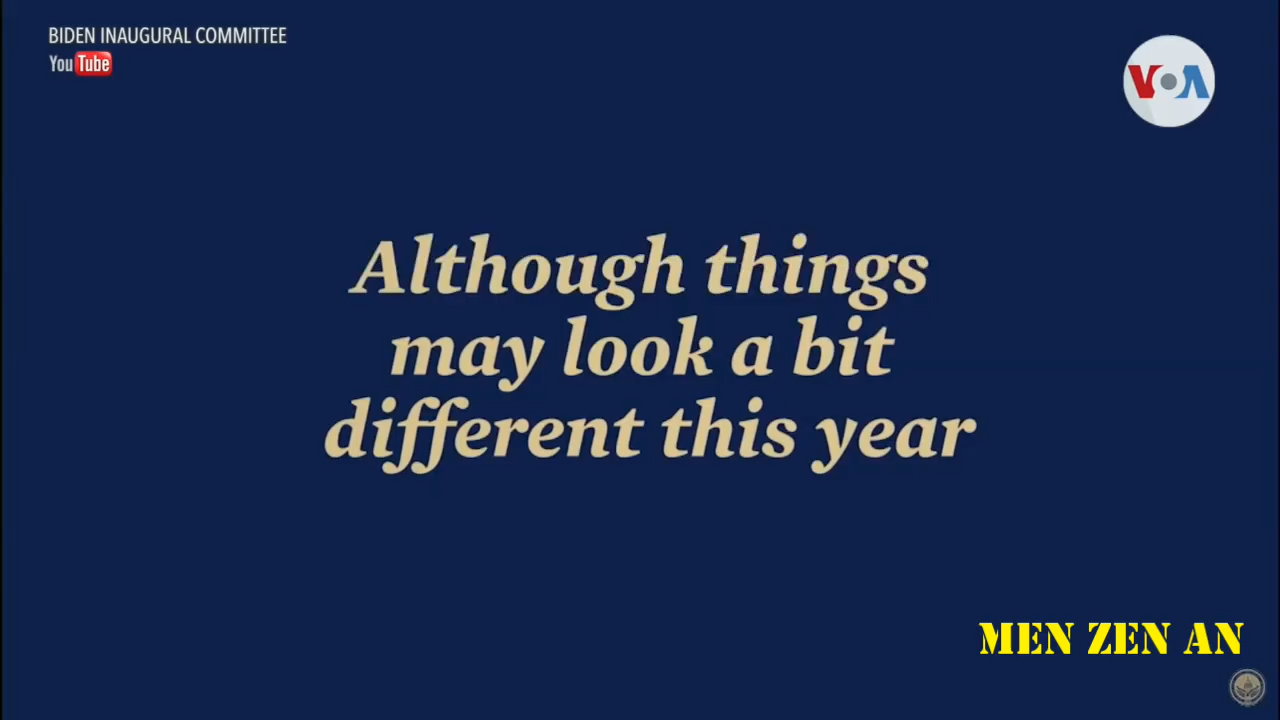 BIDEN INAUGURAL COMMITTEE
YouTube
VOA
Although things
may look a bit
different this year
MEN ZEN AN